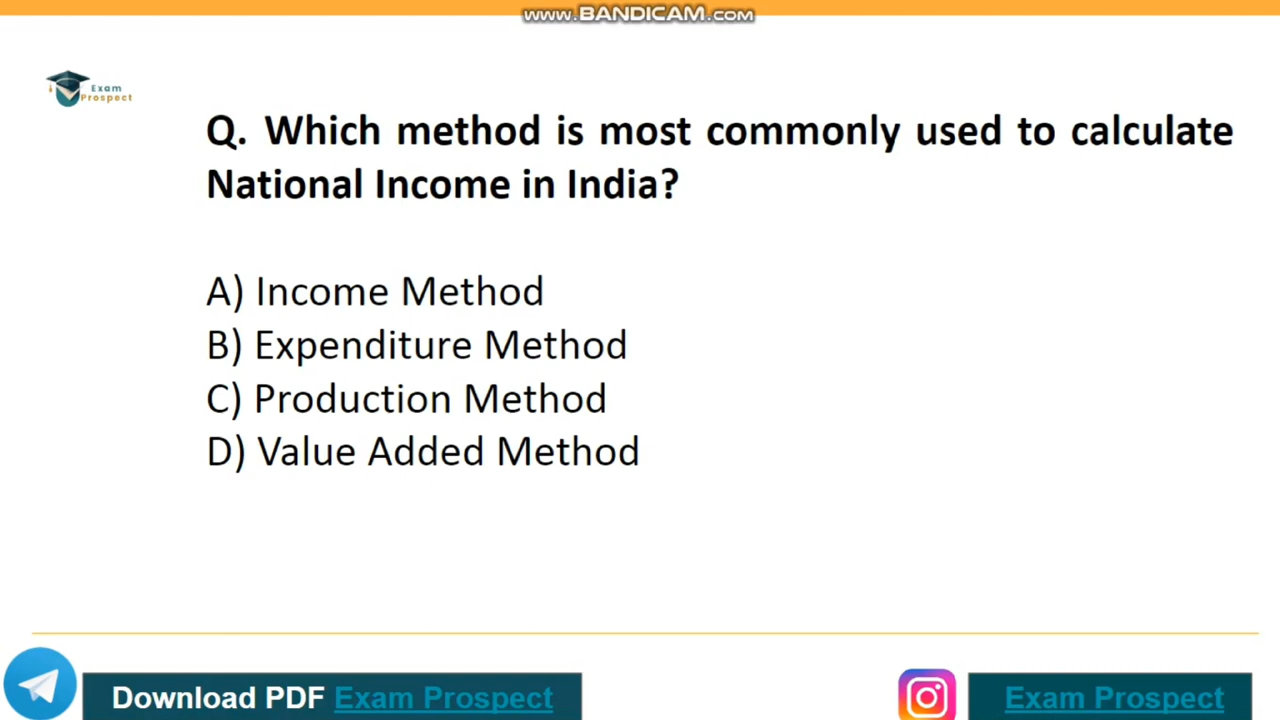 www.BANDICAM.com
Exam
Prospect
Q. Which method is most commonly used to calculate
National Income in India?
A) Income Method
B) Expenditure Method
C) Production Method
D) Value Added Method
Download PDF Exam Prospect
Exam Prospect